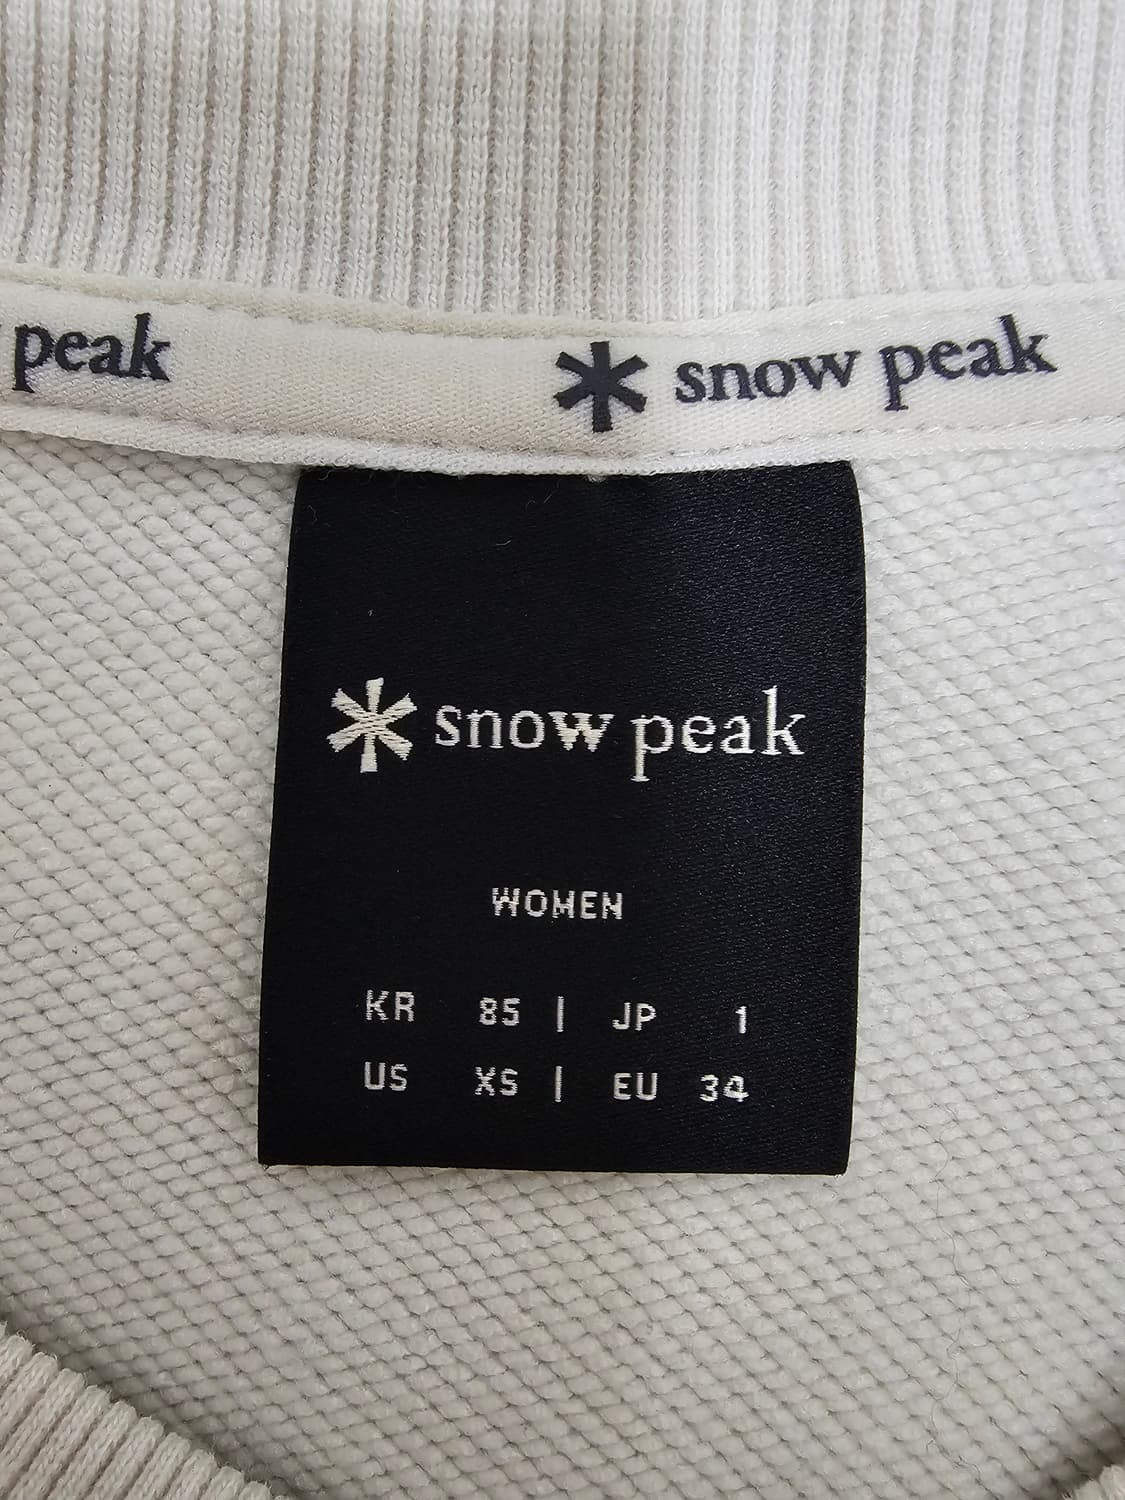 peak snow peak
snow peak
WOMEN
KR 85 | JP 1
US XS | EU 34